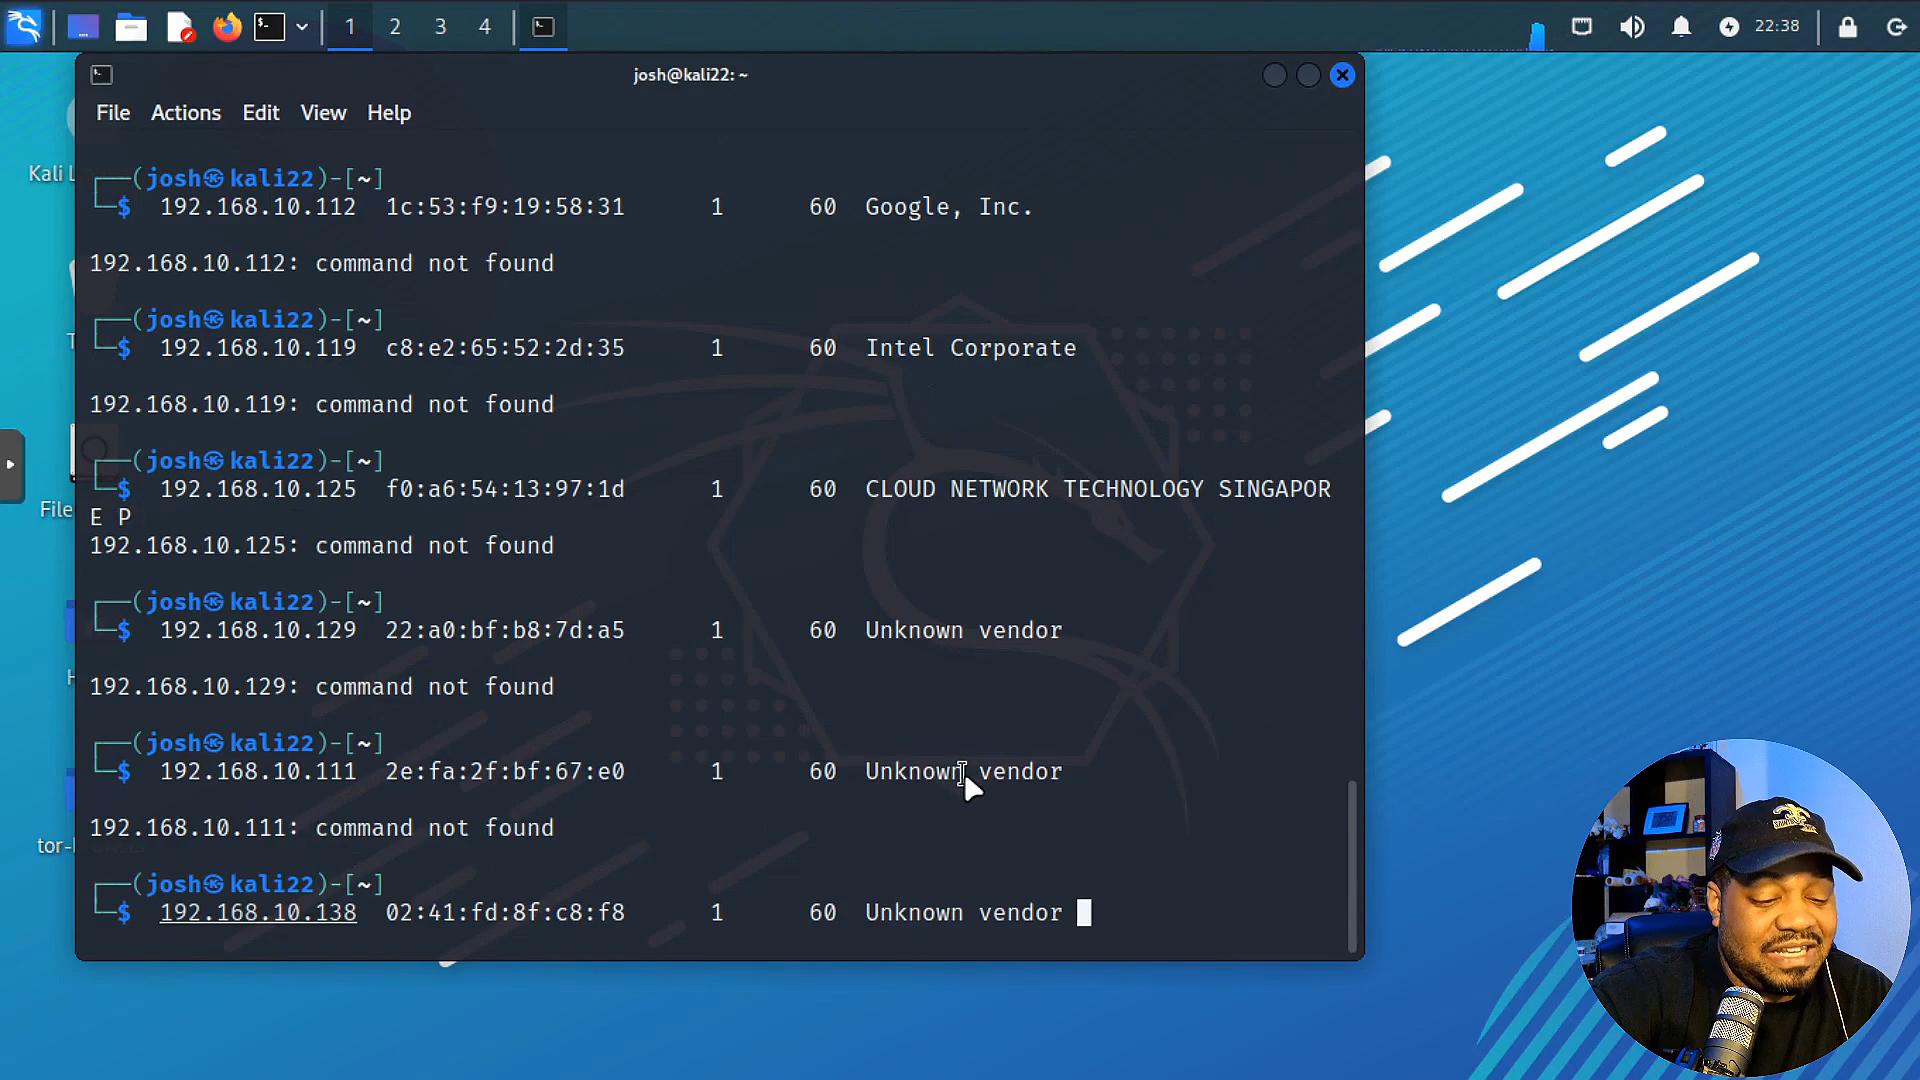 1 2 3 4 22:38
josh@kali22: ~
File Actions Edit View Help
Kali L
File
H
tor-
┌──(josh㉿kali22)-[~]
└─$ 192.168.10.112 1c:53:f9:19:58:31 1 60 Google, Inc.
192.168.10.112: command not found
┌──(josh㉿kali22)-[~]
└─$ 192.168.10.119 c8:e2:65:52:2d:35 1 60 Intel Corporate
192.168.10.119: command not found
┌──(josh㉿kali22)-[~]
└─$ 192.168.10.125 f0:a6:54:13:97:1d 1 60 CLOUD NETWORK TECHNOLOGY SINGAPOR
E P
192.168.10.125: command not found
┌──(josh㉿kali22)-[~]
└─$ 192.168.10.129 22:a0:bf:b8:7d:a5 1 60 Unknown vendor
192.168.10.129: command not found
┌──(josh㉿kali22)-[~]
└─$ 192.168.10.111 2e:fa:2f:bf:67:e0 1 60 Unknown vendor
192.168.10.111: command not found
┌──(josh㉿kali22)-[~]
└─$ 192.168.10.138 02:41:fd:8f:c8:f8 1 60 Unknown vendor